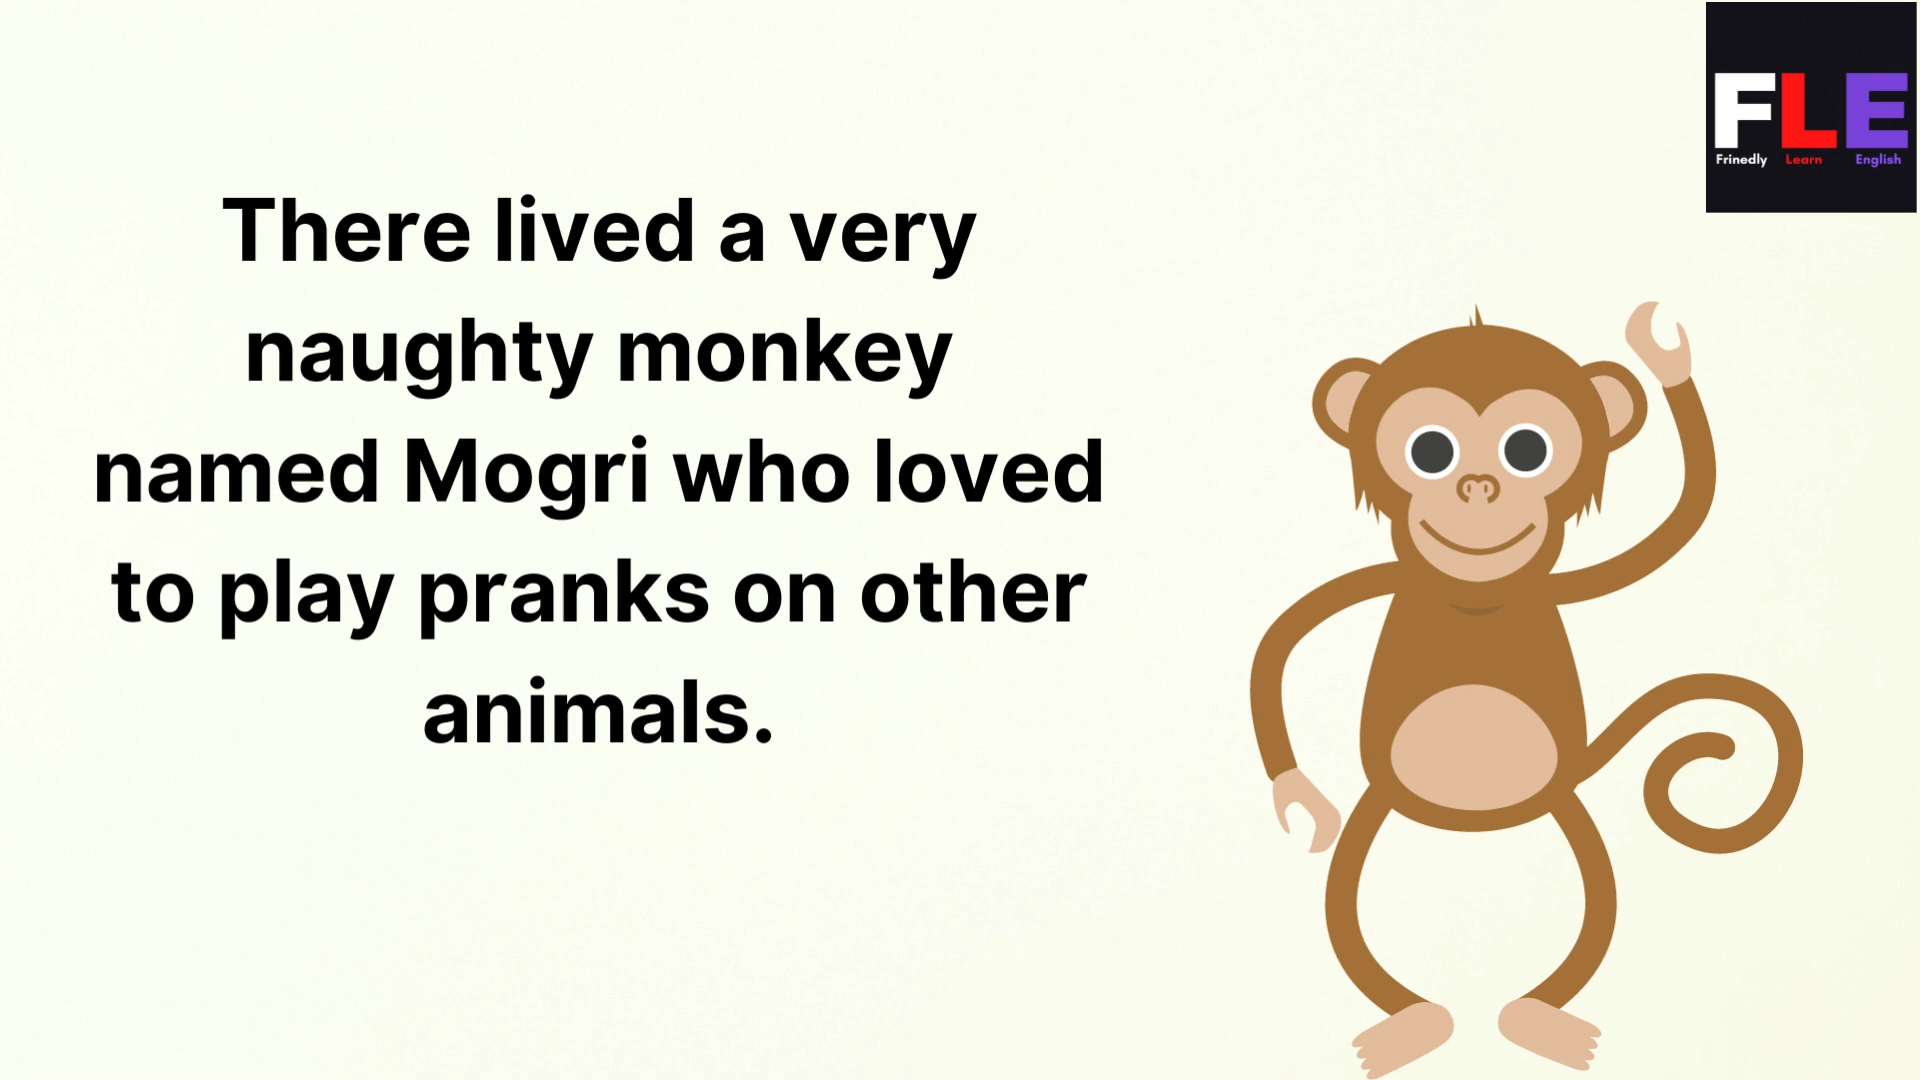 FLE
Frinedly Learn English
There lived a very
naughty monkey
named Mogri who loved
to play pranks on other
animals.